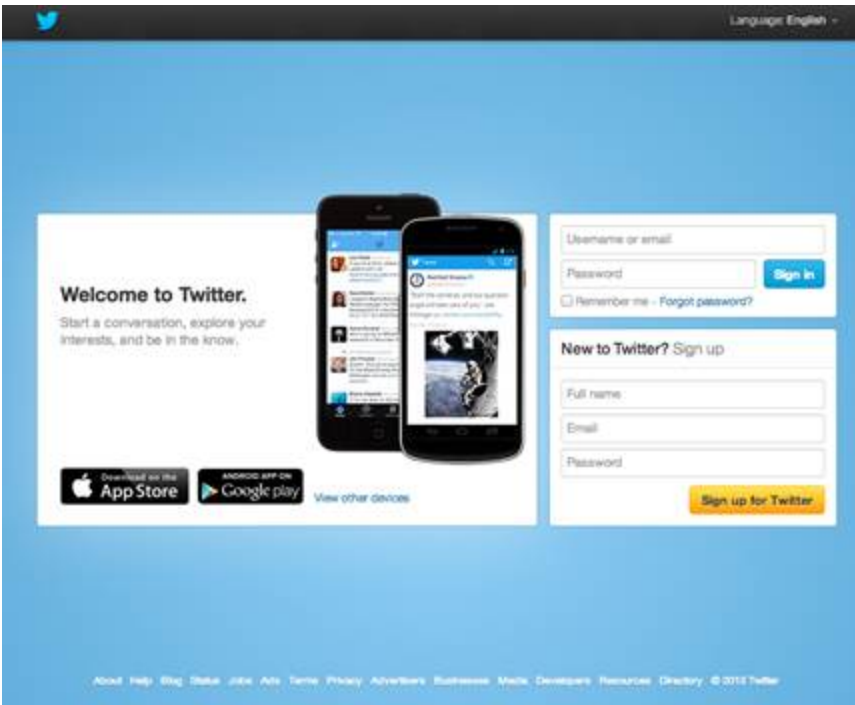 Language: English
Username or email
Password
Sign in
Remember me · Forgot password?
Welcome to Twitter.
Start a conversation, explore your
interests, and be in the know.
New to Twitter? Sign up
Full name
Email
Password
Sign up for Twitter
Download on the
App Store
ANDROID APP ON
Google play
View other devices
About Help Blog Status Jobs Ads Terms Privacy Advertisers Businesses Media Developers Resources Directory © 2013 Twitter